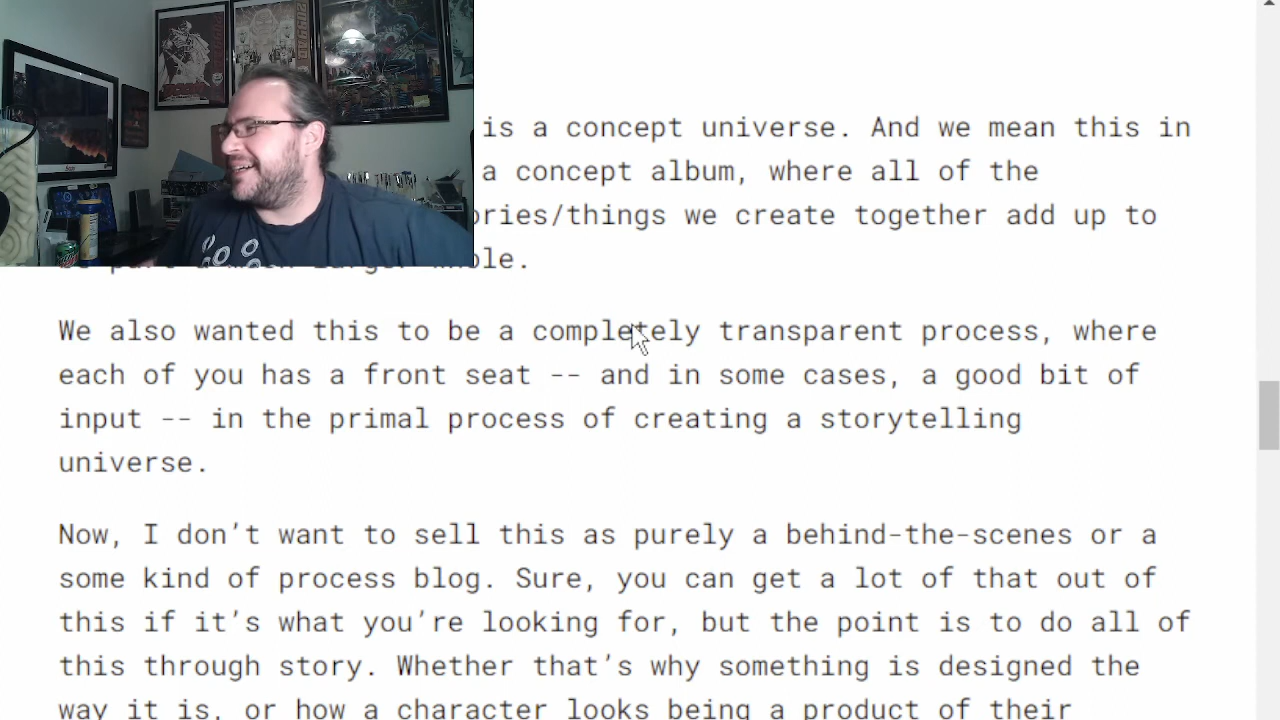 is a concept universe. And we mean this in
a concept album, where all of the
ories/things we create together add up to
whole.
We also wanted this to be a completely transparent process, where
each of you has a front seat -- and in some cases, a good bit of
input -- in the primal process of creating a storytelling
universe.
Now, I don’t want to sell this as purely a behind-the-scenes or a
some kind of process blog. Sure, you can get a lot of that out of
this if it’s what you’re looking for, but the point is to do all of
this through story. Whether that’s why something is designed the
way it is, or how a character looks being a product of their